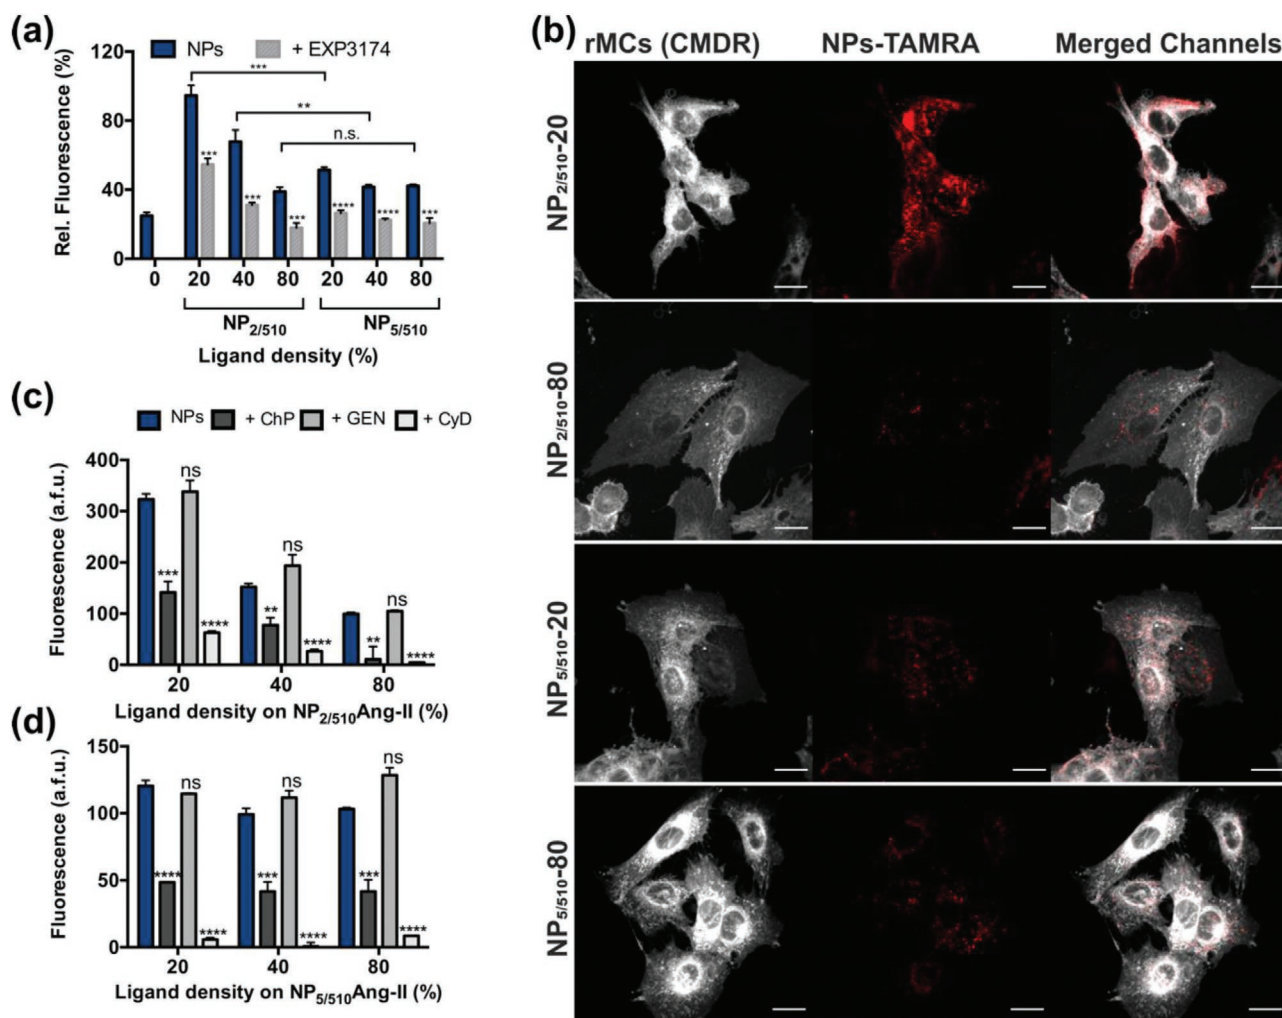 (a)
NPs + EXP3174
Rel. Fluorescence (%)
120
80
40
0
***
**
n.s.
*** *** *** **** **** ***
0 20 40 80 20 40 80
NP2/510 NP5/510
Ligand density (%)
(b)
rMCs (CMDR) NPs-TAMRA Merged Channels
NP2/510-20
NP2/510-80
NP5/510-20
NP5/510-80
(c)
NPs + ChP + GEN + CyD
Fluorescence (a.f.u.)
400
300
200
100
0
*** ns ****
** ns ****
** ns ****
20 40 80
Ligand density on NP2/510Ang-II (%)
(d)
Fluorescence (a.f.u.)
150
100
50
0
**** ns ****
*** ns ****
*** ns ****
20 40 80
Ligand density on NP5/510Ang-II (%)